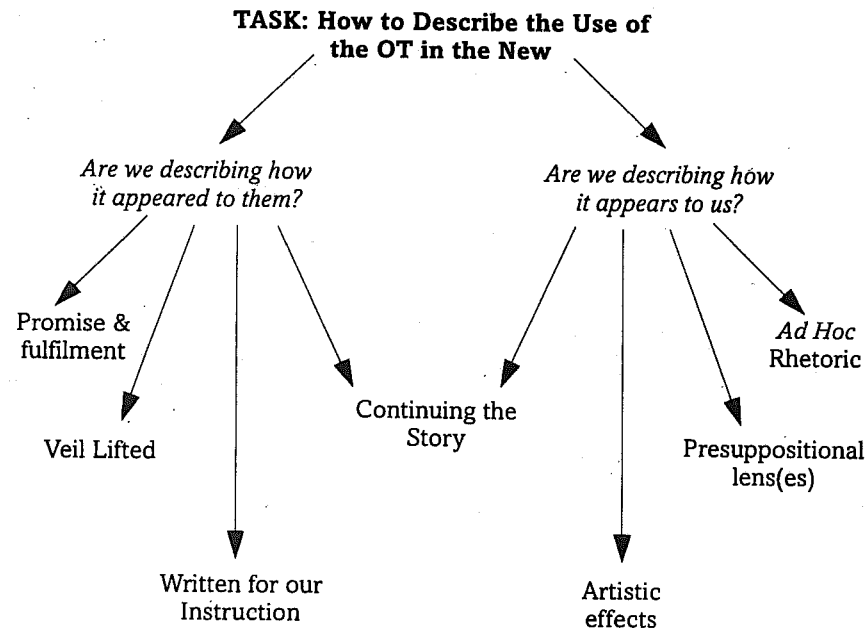 TASK: How to Describe the Use of
the OT in the New
Are we describing how
it appeared to them?
Are we describing how
it appears to us?
Promise &
fulfilment
Ad Hoc
Rhetoric
Continuing the
Story
Veil Lifted
Presuppositional
lens(es)
Written for our
Instruction
Artistic
effects